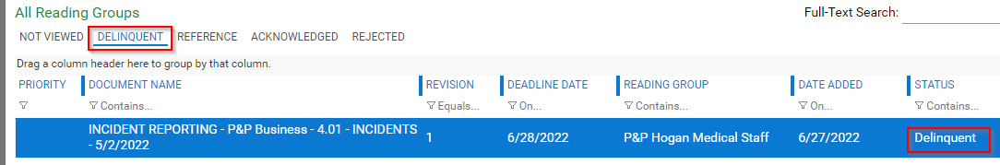 All Reading Groups
Full-Text Search:
NOT VIEWED DELINQUENT REFERENCE ACKNOWLEDGED REJECTED
Drag a column header here to group by that column.
PRIORITY DOCUMENT NAME REVISION DEADLINE DATE READING GROUP DATE ADDED STATUS
Contains... Equals... On... Contains... On... Contains...
INCIDENT REPORTING - P&P Business - 4.01 - INCIDENTS
- 5/2/2022
1 6/28/2022 P&P Hogan Medical Staff 6/27/2022 Delinquent